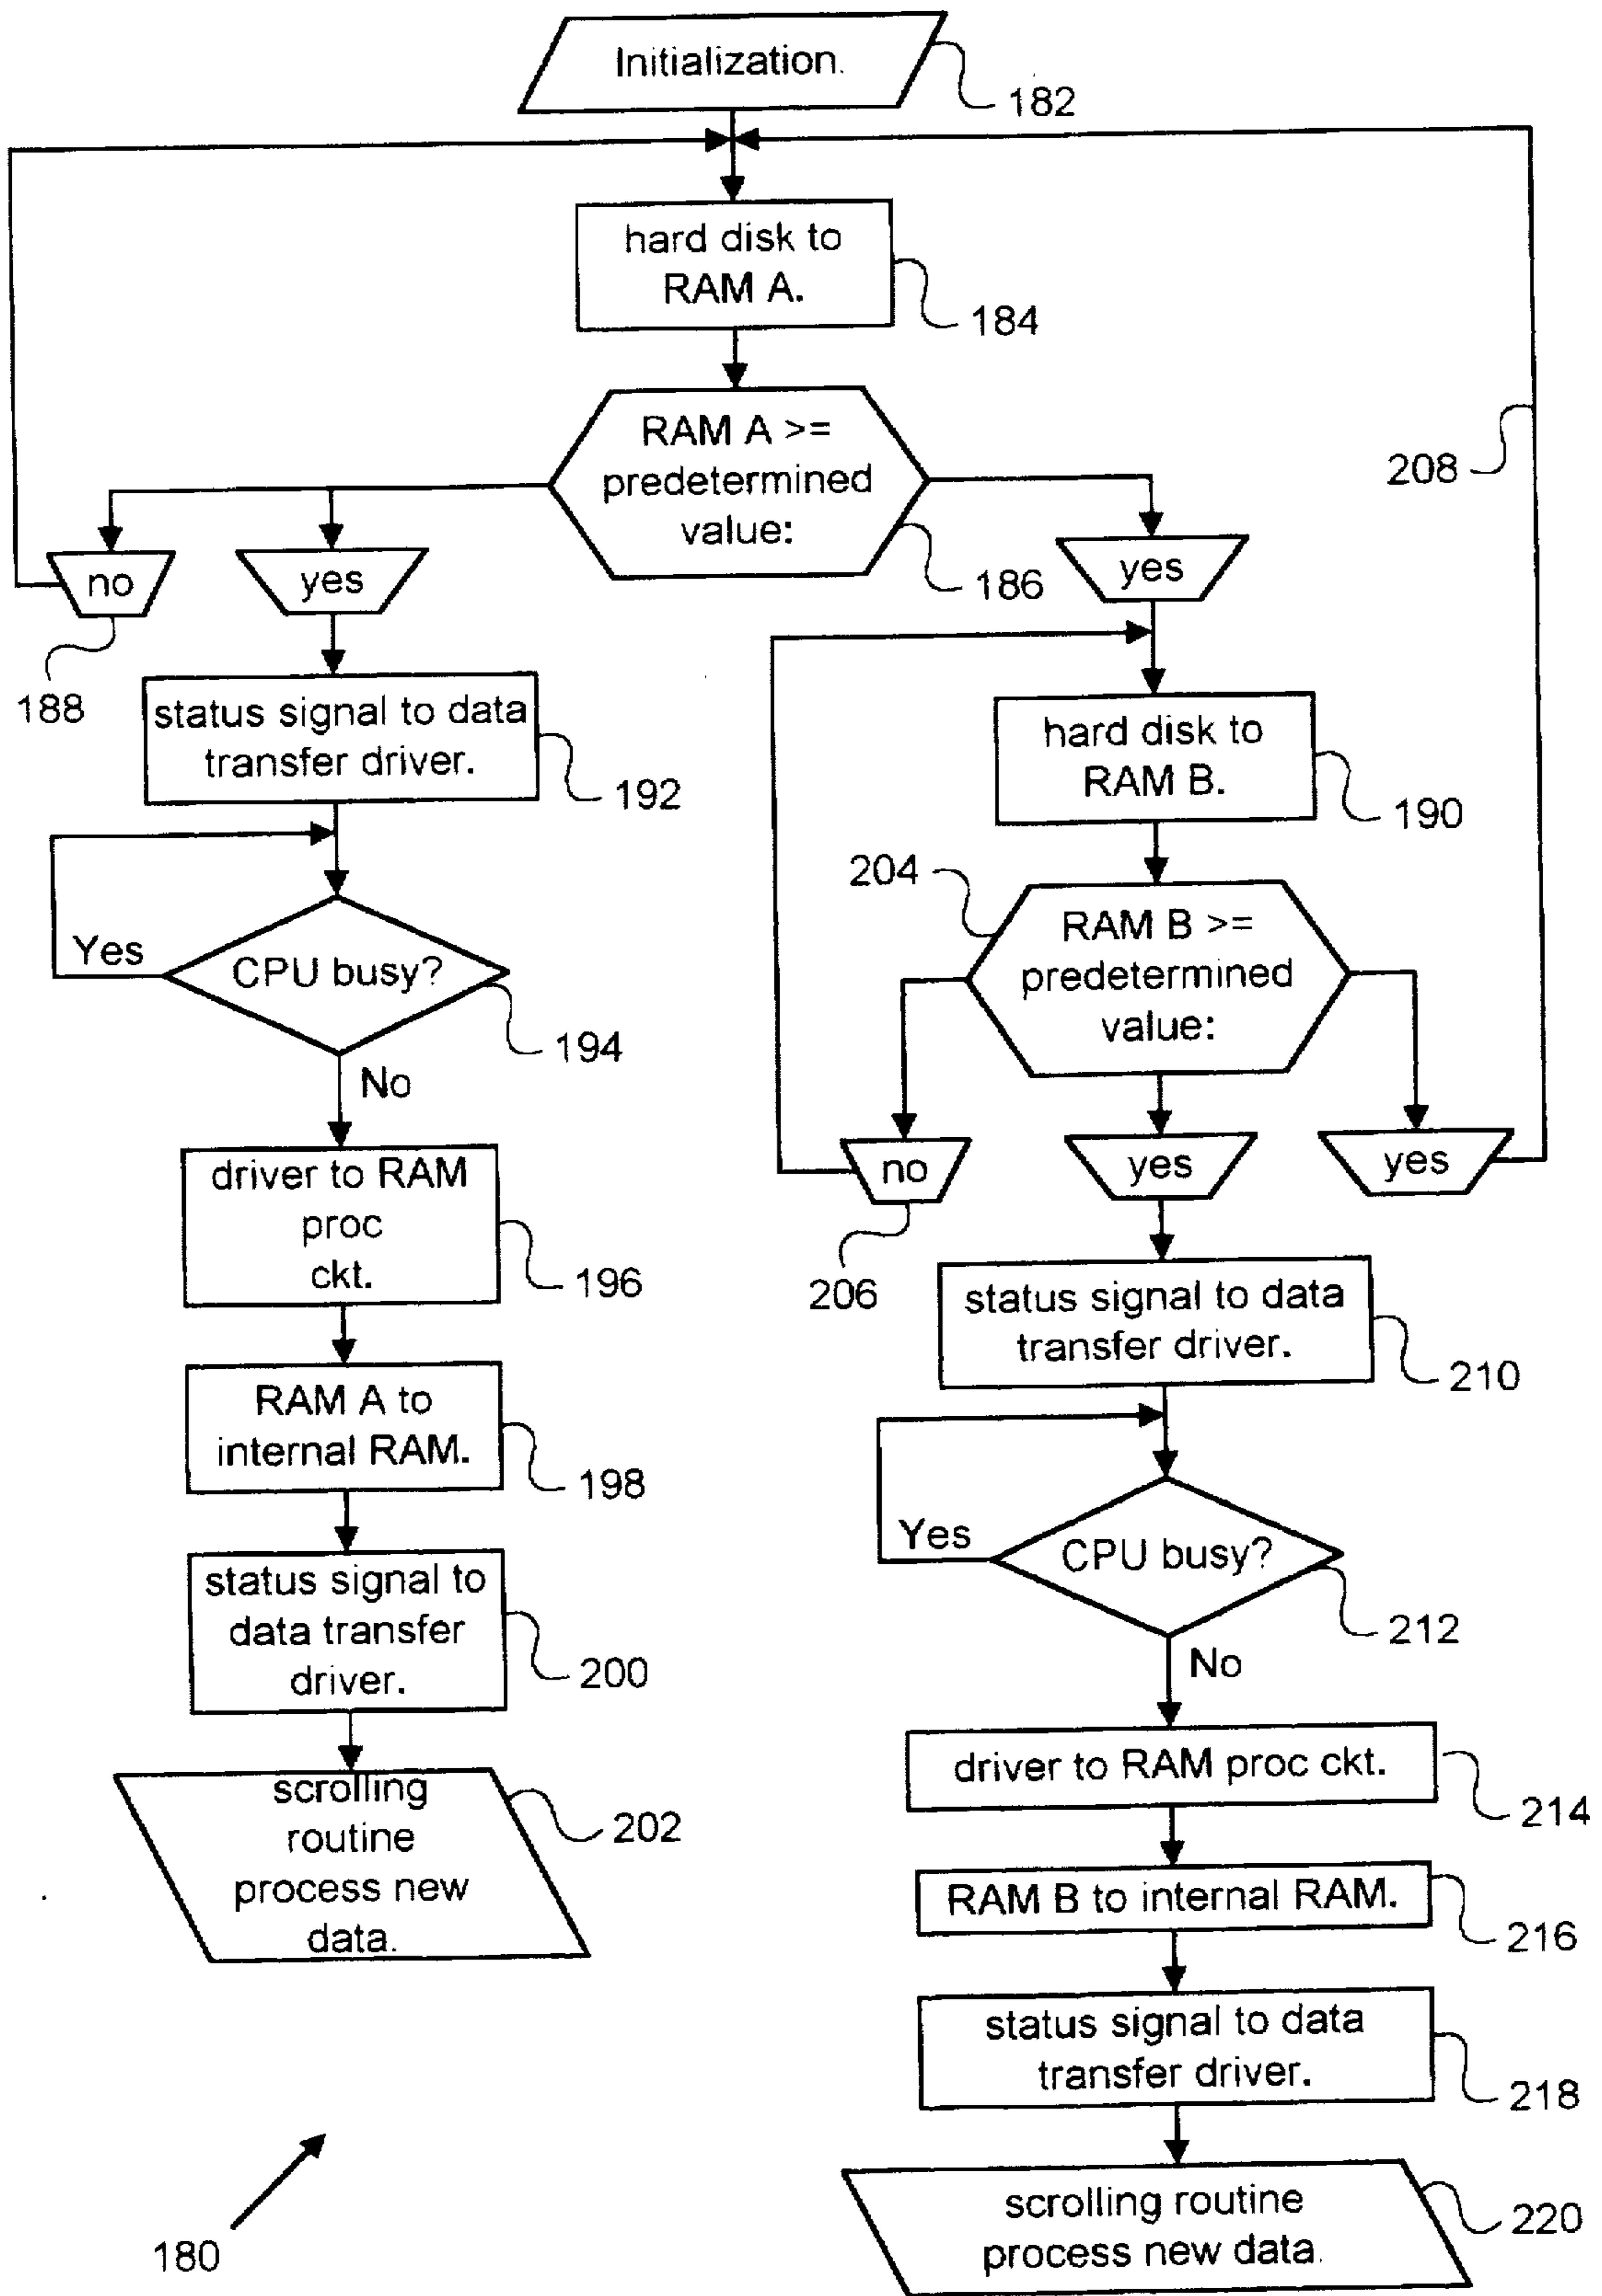 Initialization.
182
hard disk to
RAM A.
184
RAM A >=
predetermined
value:
186
208
no
188
yes
yes
status signal to data
transfer driver.
192
hard disk to
RAM B.
190
Yes
CPU busy?
194
No
204
RAM B >=
predetermined
value:
driver to RAM
proc
ckt.
196
no
206
yes
yes
RAM A to
internal RAM.
198
status signal to data
transfer driver.
210
status signal to
data transfer
driver.
200
Yes
CPU busy?
212
No
scrolling
routine
process new
data.
202
driver to RAM proc ckt.
214
RAM B to internal RAM.
216
status signal to data
transfer driver.
218
scrolling routine
process new data.
220
180